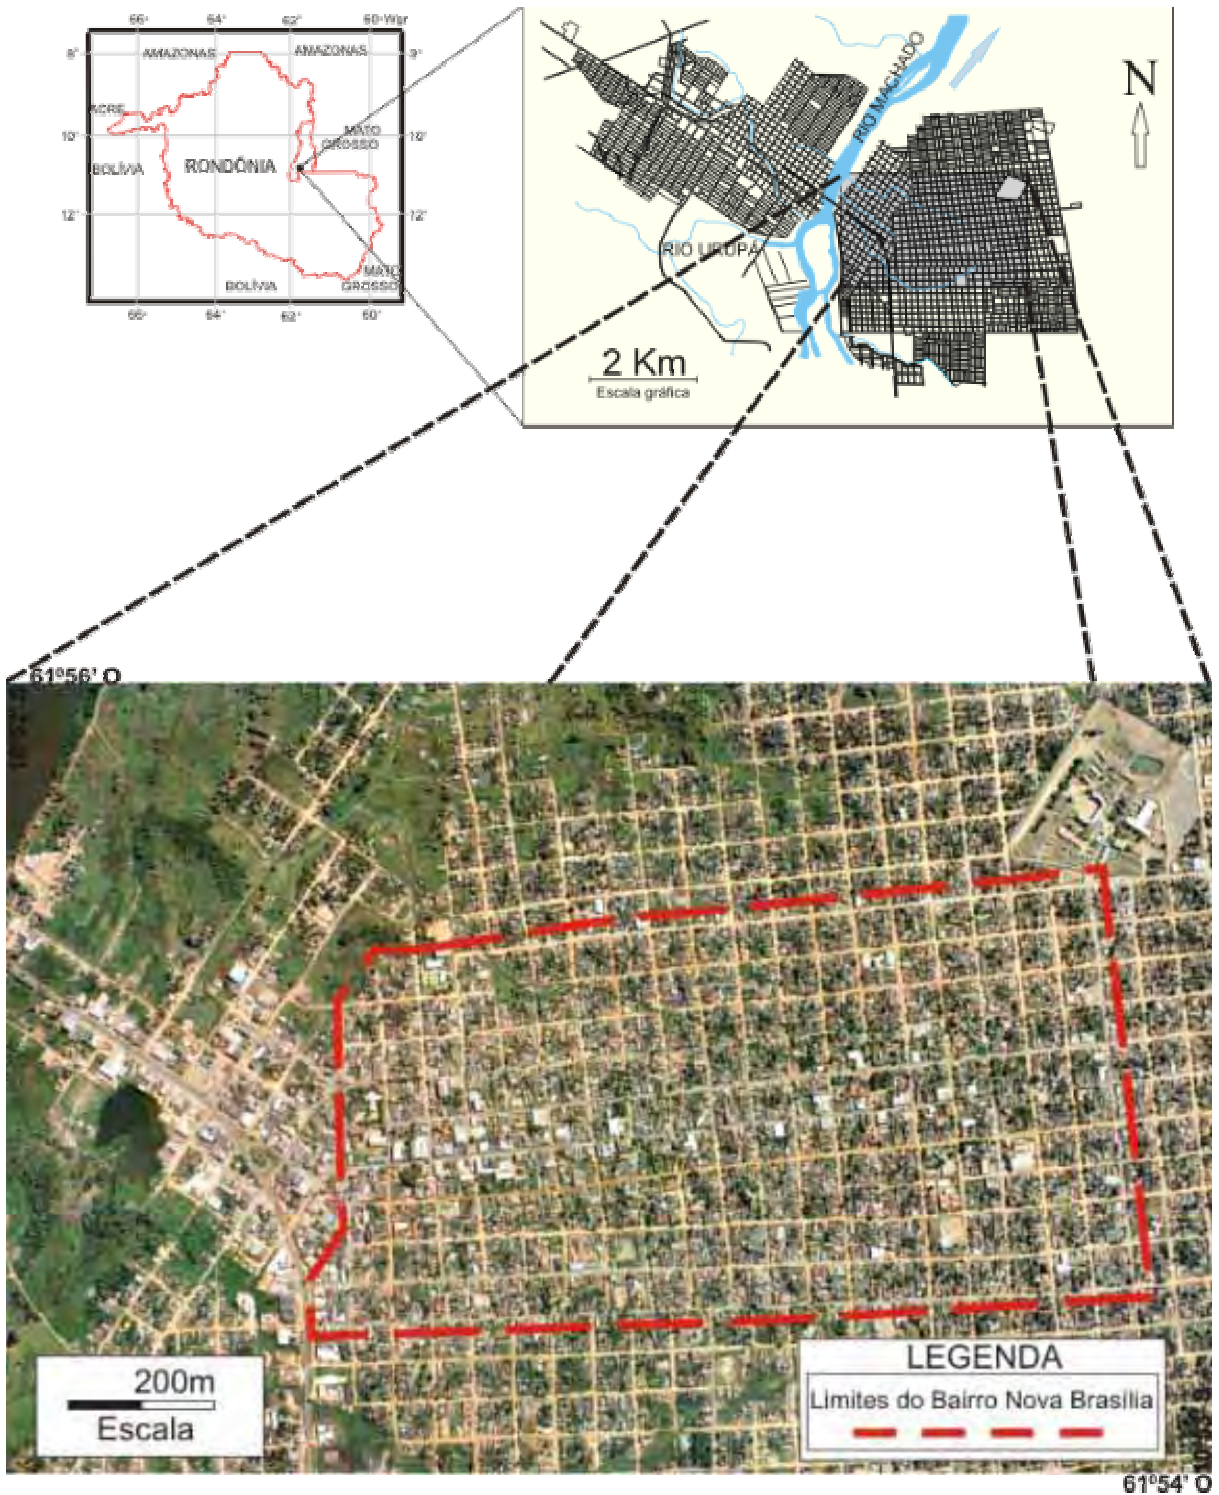 66° 64° 62° 60° Wgr
8° AMAZONAS AMAZONAS
ACRE
10° MATO GROSSO 10°
BOLÍVIA RONDÔNIA
12° 12°
MATO GROSSO
BOLÍVIA
66° 64° 62° 60°
RIO MACHADO
N
RIO URUPÁ
2 Km
Escala gráfica
61°56' O
200m
Escala
LEGENDA
Limites do Bairro Nova Brasília
61°54' O